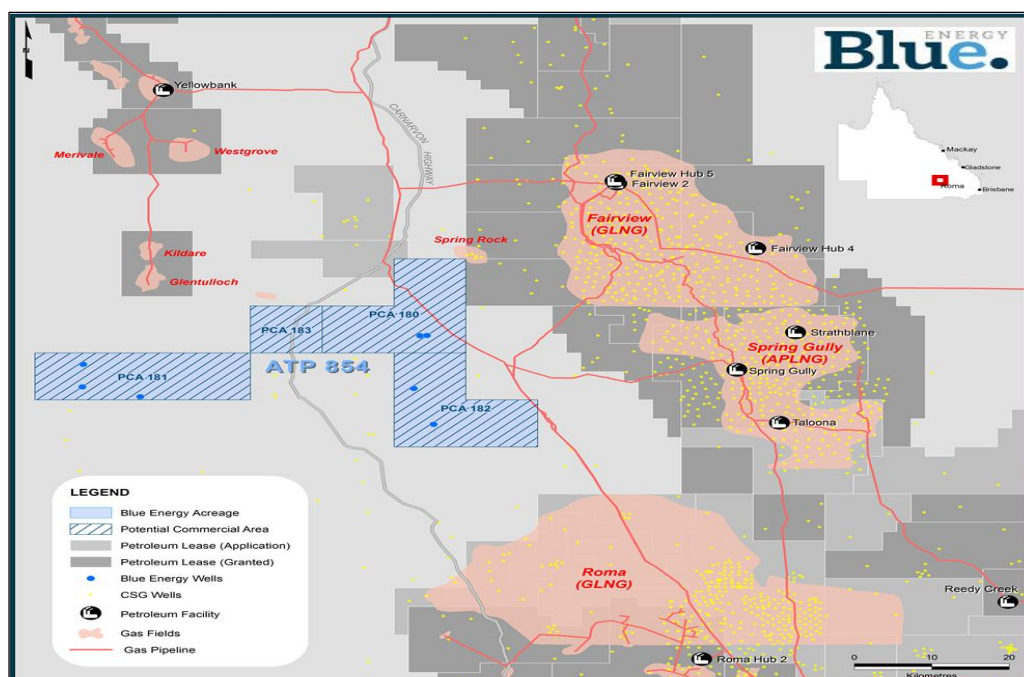 ENERGY
Blue.
N
Yellowbank
CARNARVON HIGHWAY
Merivale
Westgrove
Mackay
Gladstone
Roma
Brisbane
Fairview Hub 5
Fairview 2
Fairview
(GLNG)
Spring Rock
Fairview Hub 4
Kildare
Glentulloch
PCA 180
PCA 183
Strathblane
Spring Gully
(APLNG)
ATP 854
Spring Gully
PCA 181
PCA 182
Taloona
LEGEND
Blue Energy Acreage
Potential Commercial Area
Petroleum Lease (Application)
Petroleum Lease (Granted)
Blue Energy Wells
CSG Wells
Petroleum Facility
Gas Fields
Gas Pipeline
Roma
(GLNG)
Reedy Creek
Roma Hub 2
0 10 20
Kilometres